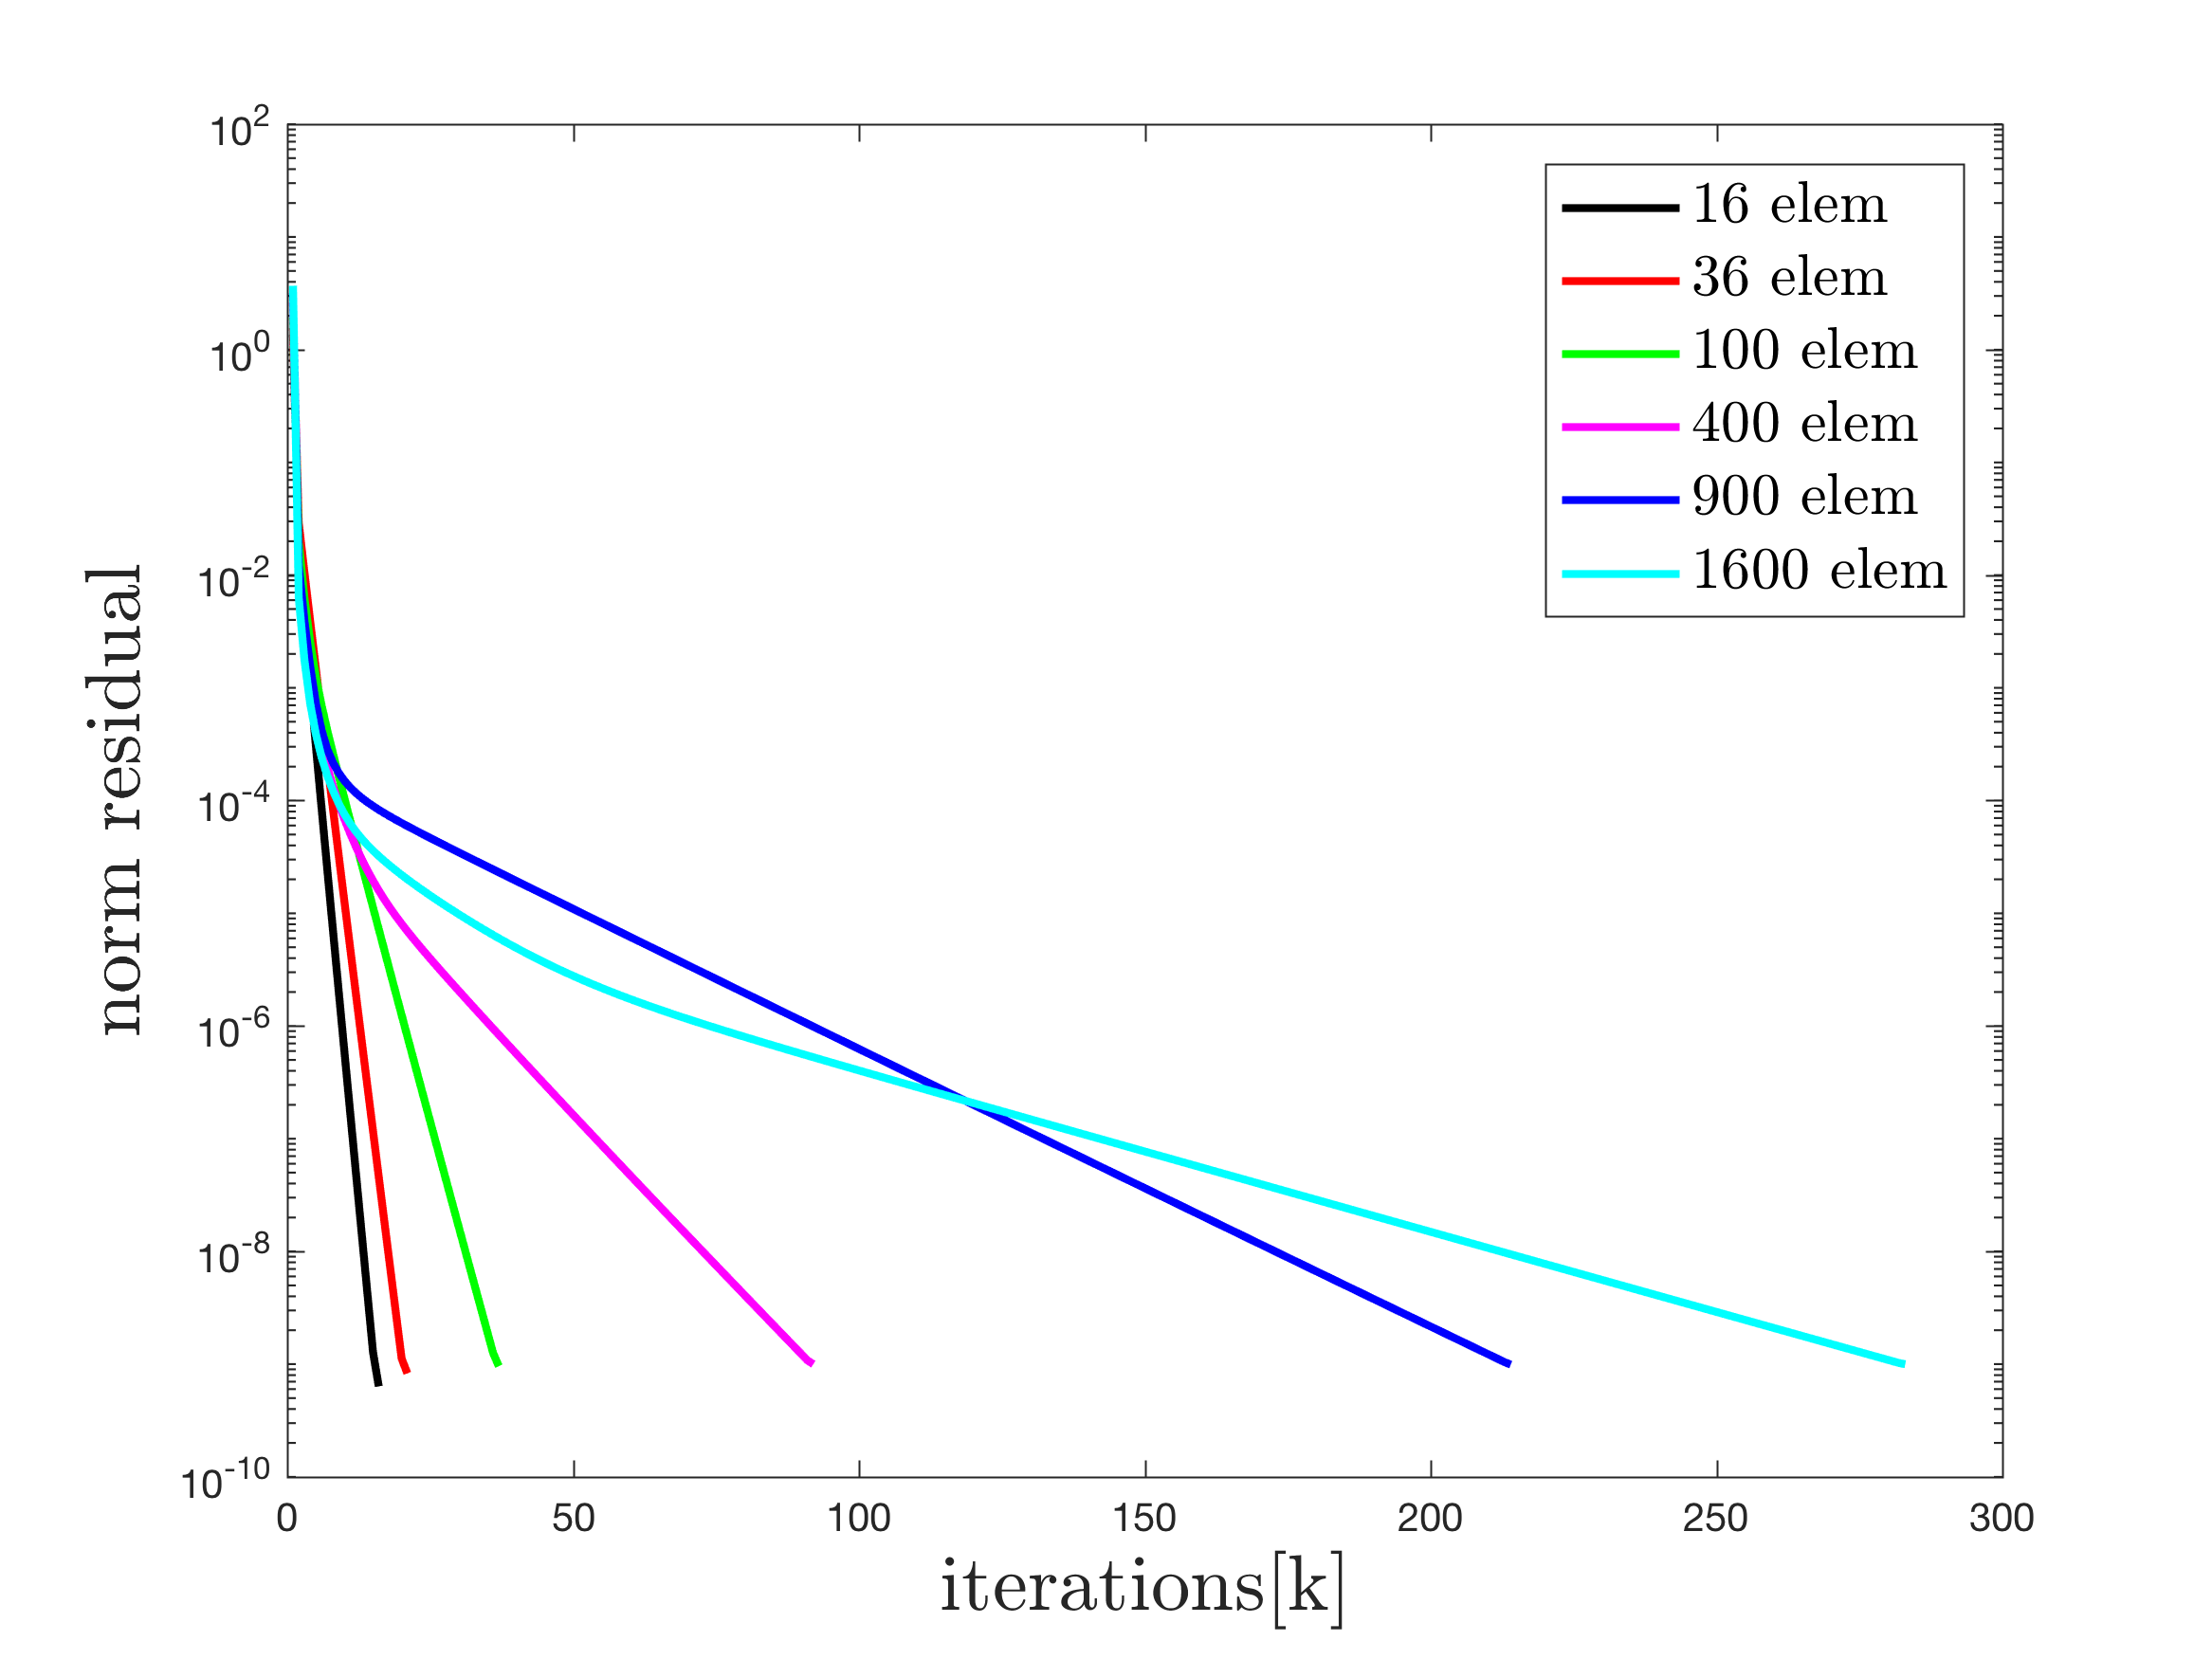 10^2
10^0
10^-2
10^-4
10^-6
10^-8
10^-10
norm residual
16 elem
36 elem
100 elem
400 elem
900 elem
1600 elem
0 50 100 150 200 250 300
iterations[k]